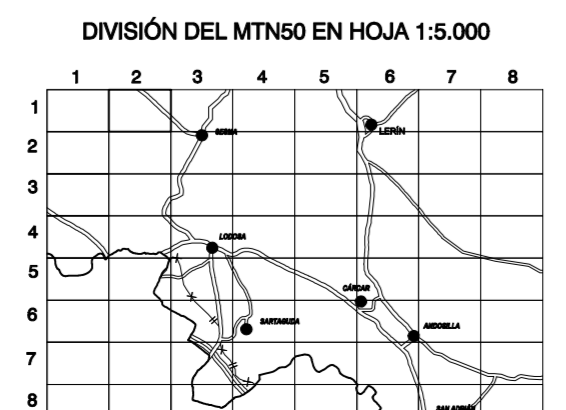 DIVISIÓN DEL MTN50 EN HOJA 1:5.000
1 2 3 4 5 6 7 8
1
LERÍN
2
SESMA
3
4
LODOSA
5
CÁRCAR
6
SARTAGUDA
ANDOSILLA
7
8
SAN ADRIÁN